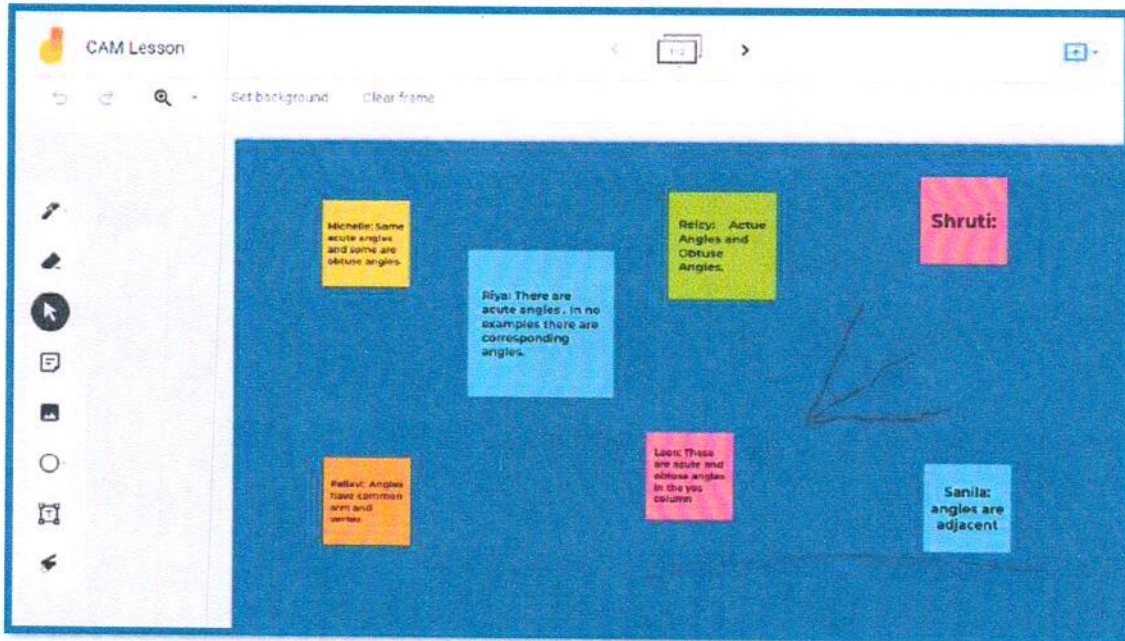 CAM Lesson
1/2
Set background
Clear frame
Michelle: Some
acute angles
and some are
obtuse angles.
Riya: There are
acute angles . In no
examples there are
corresponding
angles.
Relcy: Actue
Angles and
Obtuse
Angles.
Shruti:
Pallavi: Angles
have common
arm and
vertex
These
are acute and
obtuse angles
in the yes
column
Sanila:
angles are
adjacent